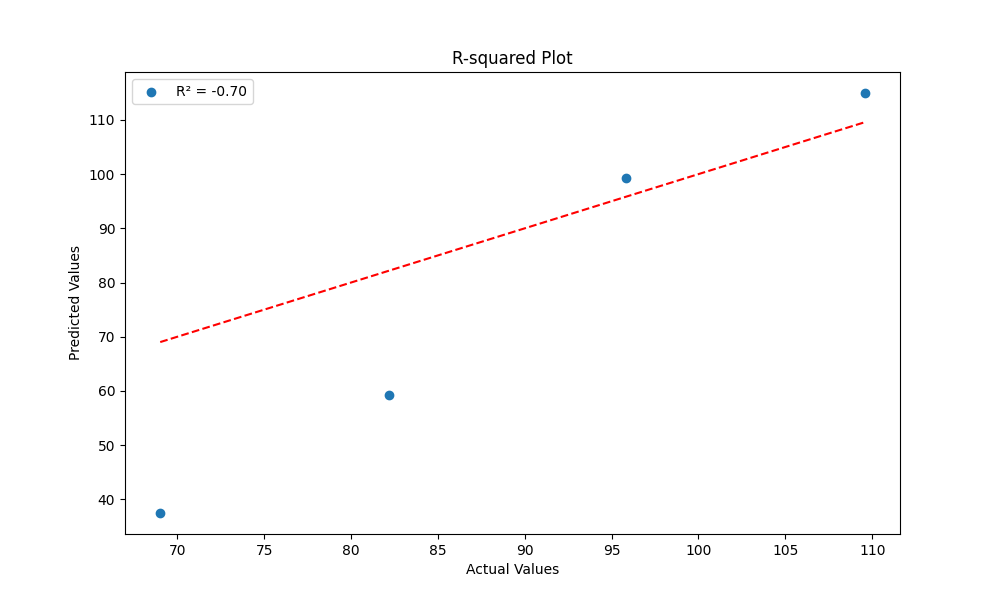 R-squared Plot
R² = -0.70
110
100
90
80
70
60
50
40
Predicted Values
70 75 80 85 90 95 100 105 110
Actual Values